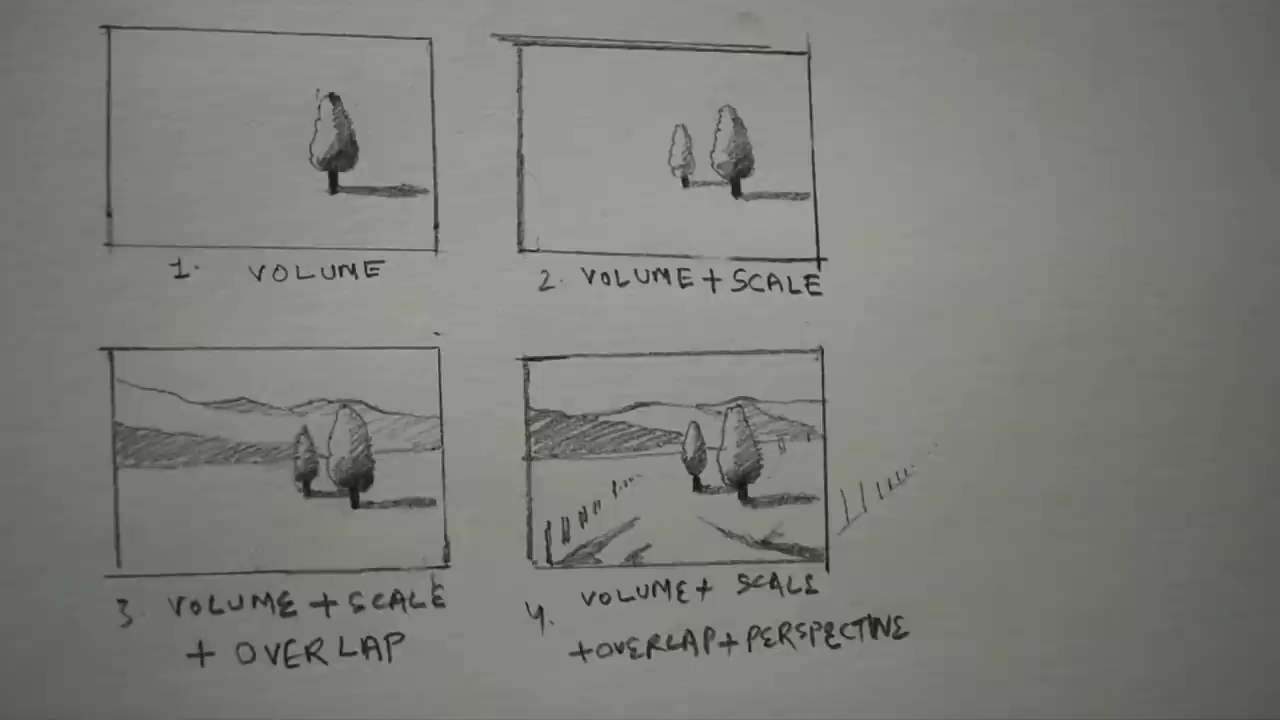 1. VOLUME
2. VOLUME + SCALE
3. VOLUME + SCALE
+ OVERLAP
4. VOLUME + SCALE
+ OVERLAP + PERSPECTIVE